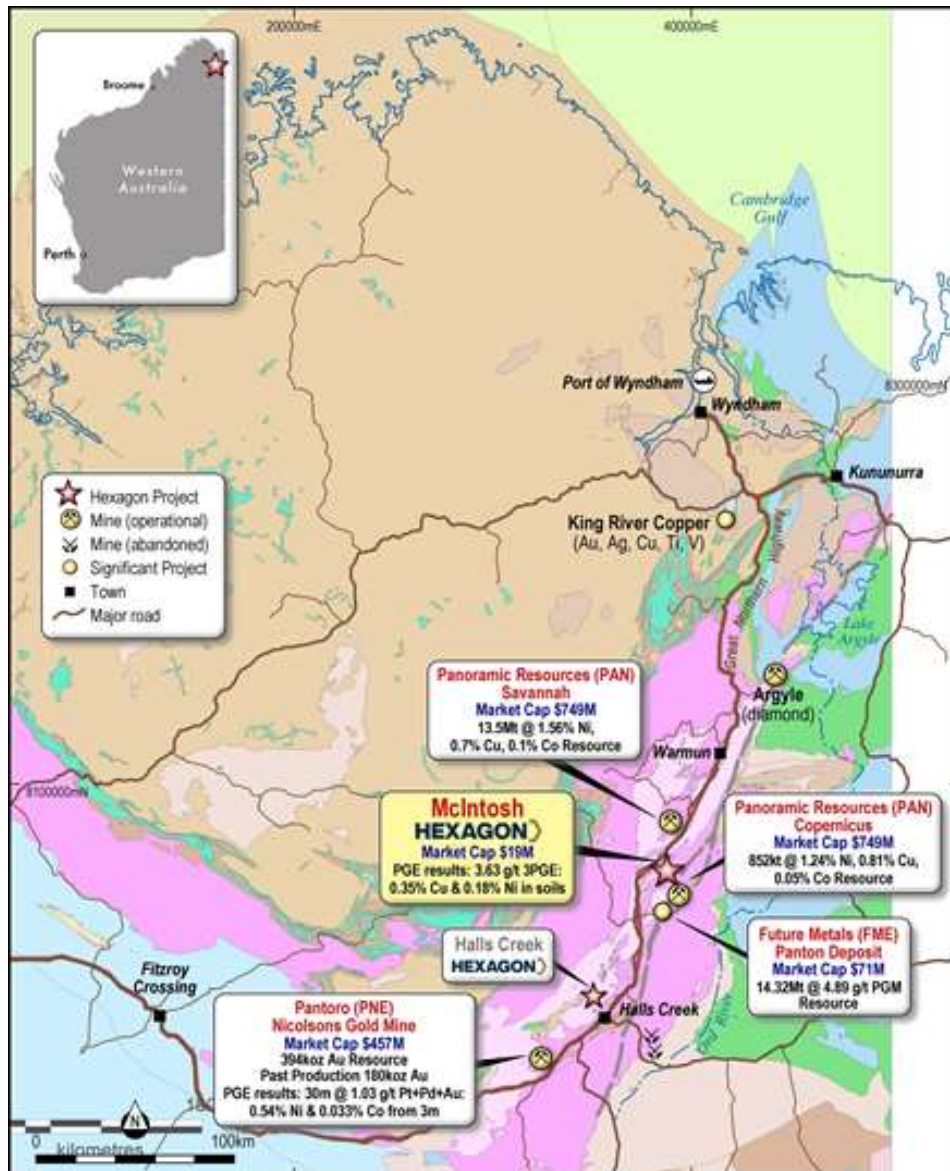 200000mE
400000mE
Broome
Western
Australia
Perth
Cambridge
Gulf
8300000mN
Port of Wyndham
Wyndham
Kununurra
Hexagon Project
Mine (operational)
Mine (abandoned)
Significant Project
Town
Major road
King River Copper
(Au, Ag, Cu, Ti, V)
Great Northern Highway
Lake
Argyle
Argyle
(diamond)
Panoramic Resources (PAN)
Savannah
Market Cap $749M
13.5Mt @ 1.56% Ni,
0.7% Cu, 0.1% Co Resource
Warmun
8100000mN
McIntosh
HEXAGON
Market Cap $19M
PGE results: 3.63 g/t 3PGE:
0.35% Cu & 0.18% Ni in soils
Panoramic Resources (PAN)
Copernicus
Market Cap $749M
852kt @ 1.24% Ni, 0.81% Cu,
0.05% Co Resource
Halls Creek
HEXAGON
Future Metals (FME)
Panton Deposit
Market Cap $71M
14.32Mt @ 4.89 g/t PGM
Resource
Fitzroy
Crossing
Halls Creek
Ord River
Pantoro (PNE)
Nicolsons Gold Mine
Market Cap $457M
394koz Au Resource
Past Production 180koz Au
PGE results: 30m @ 1.03 g/t Pt+Pd+Au:
0.54% Ni & 0.033% Co from 3m
N
0
100km
kilometres